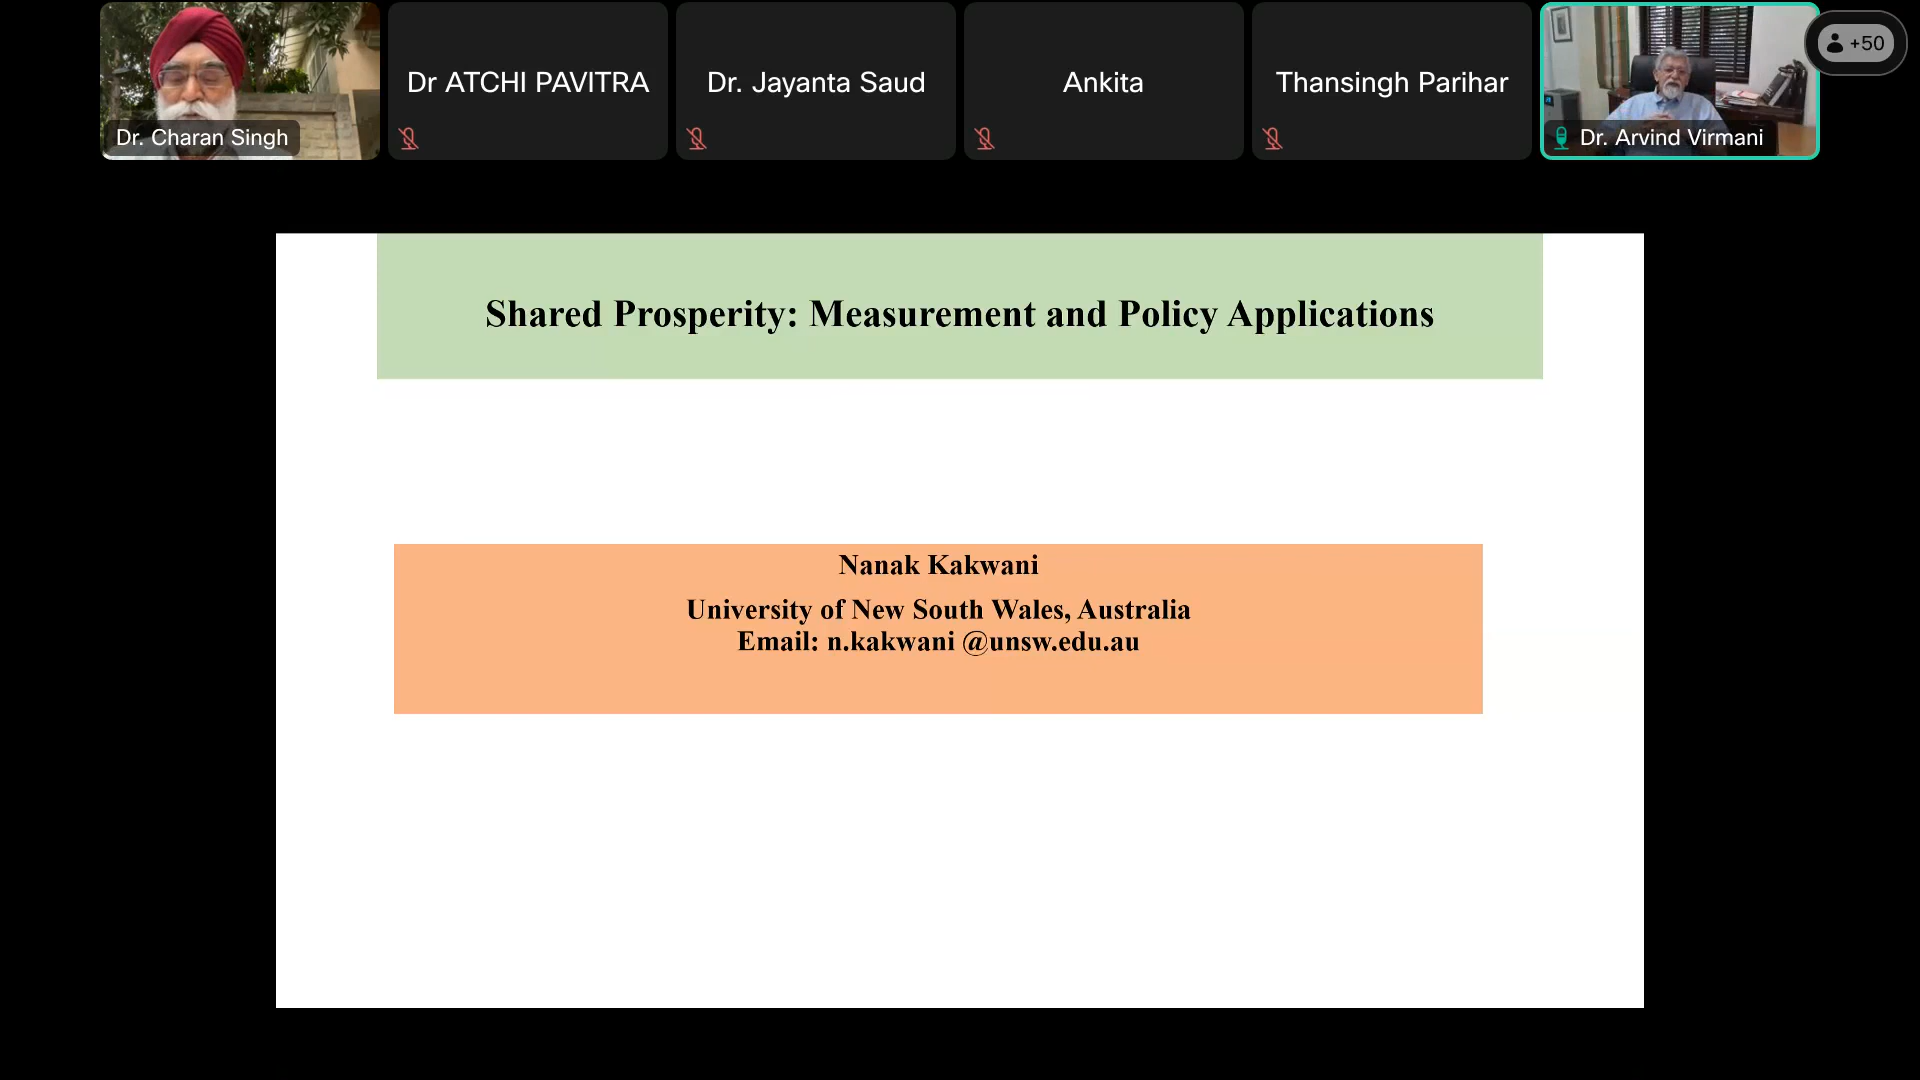 Dr. Charan Singh
Dr ATCHI PAVITRA
Dr. Jayanta Saud
Ankita
Thansingh Parihar
Dr. Arvind Virmani
+50
Shared Prosperity: Measurement and Policy Applications
Nanak Kakwani
University of New South Wales, Australia
Email: n.kakwani @unsw.edu.au